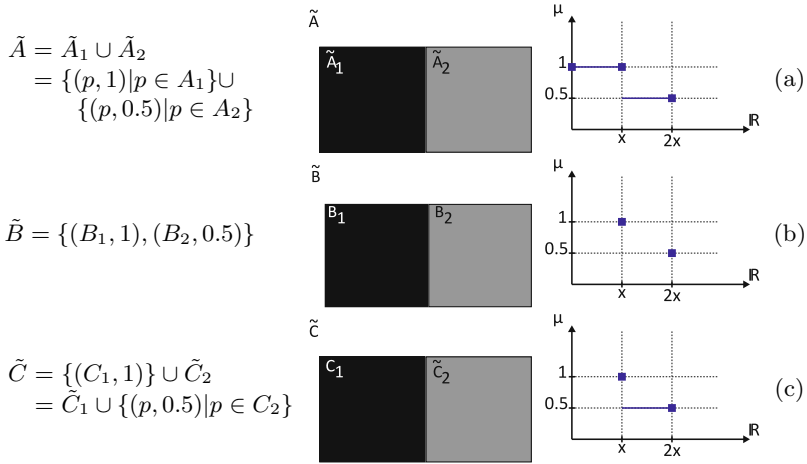 Ã = Ã₁ ∪ Ã₂
= {(p, 1)|p ∈ A₁}∪
{(p, 0.5)|p ∈ A₂}
Ã
Ã₁ Ã₂
μ
1
0.5
x 2x
ℝ
(a)
B̃ = {(B₁, 1), (B₂, 0.5)}
B̃
B₁ B₂
μ
1
0.5
x 2x
ℝ
(b)
C̃ = {(C₁, 1)} ∪ C̃₂
= C̃₁ ∪ {(p, 0.5)|p ∈ C₂}
C̃
C₁ C̃₂
μ
1
0.5
x 2x
ℝ
(c)